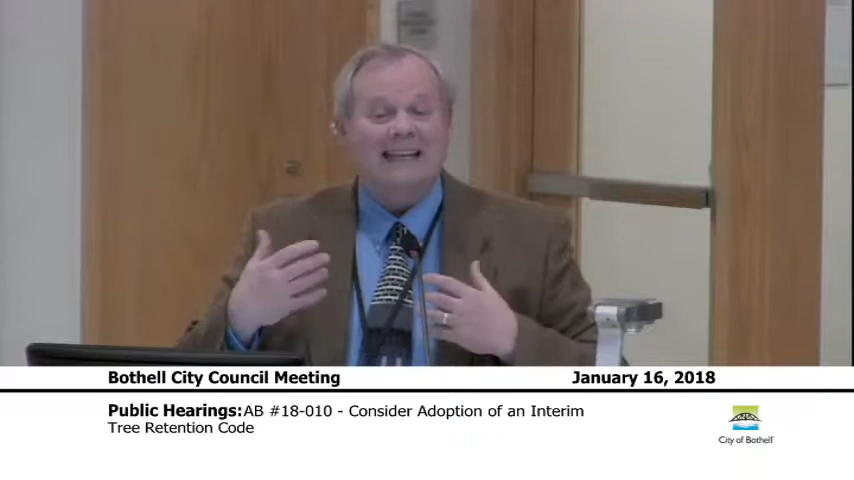 Bothell City Council Meeting
January 16, 2018
Public Hearings:AB #18-010 - Consider Adoption of an Interim
Tree Retention Code
City of Bothell